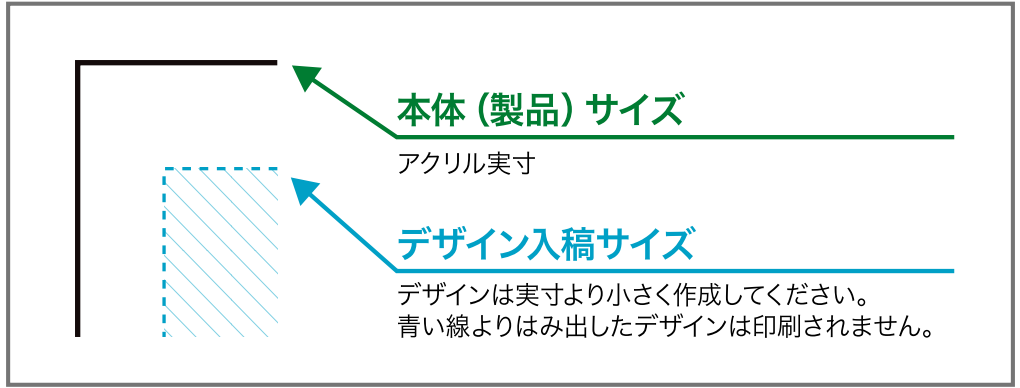 本体（製品）サイズ
アクリル実寸
デザイン入稿サイズ
デザインは実寸より小さく作成してください。
青い線よりはみ出したデザインは印刷されません。